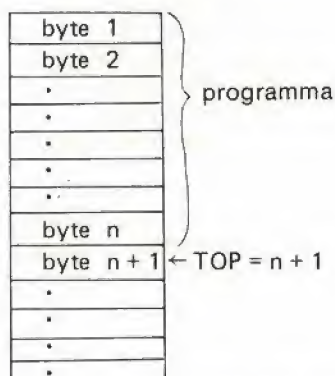 byte 1
byte 2
.
.
programma
.
.
.
byte n
byte n + 1 ← TOP = n + 1
.
.
.
.